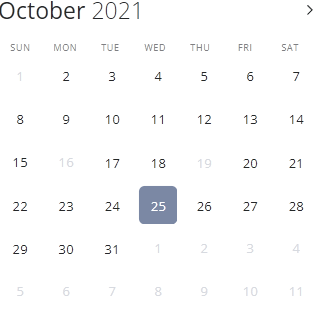 October 2021
SUN MON TUE WED THU FRI SAT
1 2 3 4 5 6 7
8 9 10 11 12 13 14
15 16 17 18 19 20 21
22 23 24 25 26 27 28
29 30 31 1 2 3 4
5 6 7 8 9 10 11